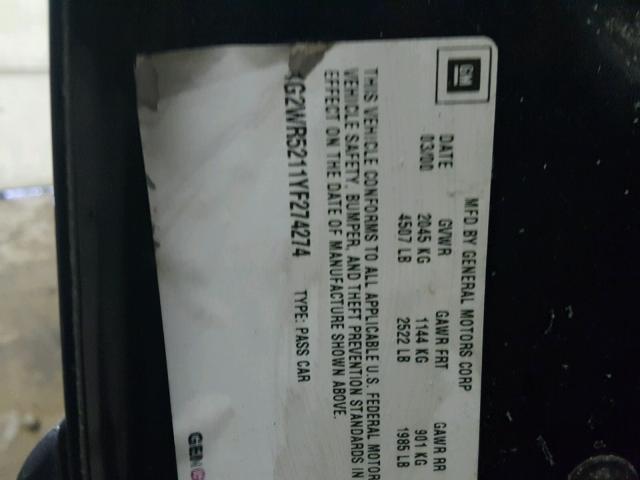 GM
MFD BY GENERAL MOTORS CORP
DATE GVWR GAWR FRT GAWR RR
03/00 2045 KG 1144 KG 901 KG
4507 LB 2522 LB 1985 LB
THIS VEHICLE CONFORMS TO ALL APPLICABLE U.S. FEDERAL MOTOR
VEHICLE SAFETY, BUMPER, AND THEFT PREVENTION STANDARDS IN
EFFECT ON THE DATE OF MANUFACTURE SHOWN ABOVE.
G2WR5211YF274274 TYPE: PASS CAR
GENG